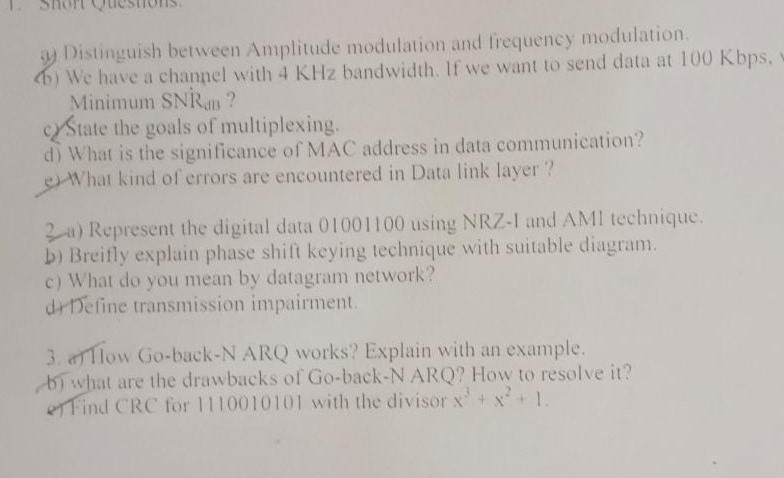 1. Short Questions.
a) Distinguish between Amplitude modulation and frequency modulation.
b) We have a channel with 4 KHz bandwidth. If we want to send data at 100 Kbps,
Minimum SNRdB ?
c) State the goals of multiplexing.
d) What is the significance of MAC address in data communication?
e) What kind of errors are encountered in Data link layer ?
2 a) Represent the digital data 01001100 using NRZ-I and AMI technique.
b) Breifly explain phase shift keying technique with suitable diagram.
c) What do you mean by datagram network?
d) Define transmission impairment.
3. a) How Go-back-N ARQ works? Explain with an example.
b) what are the drawbacks of Go-back-N ARQ? How to resolve it?
c) Find CRC for 1110010101 with the divisor x³ + x² + 1.